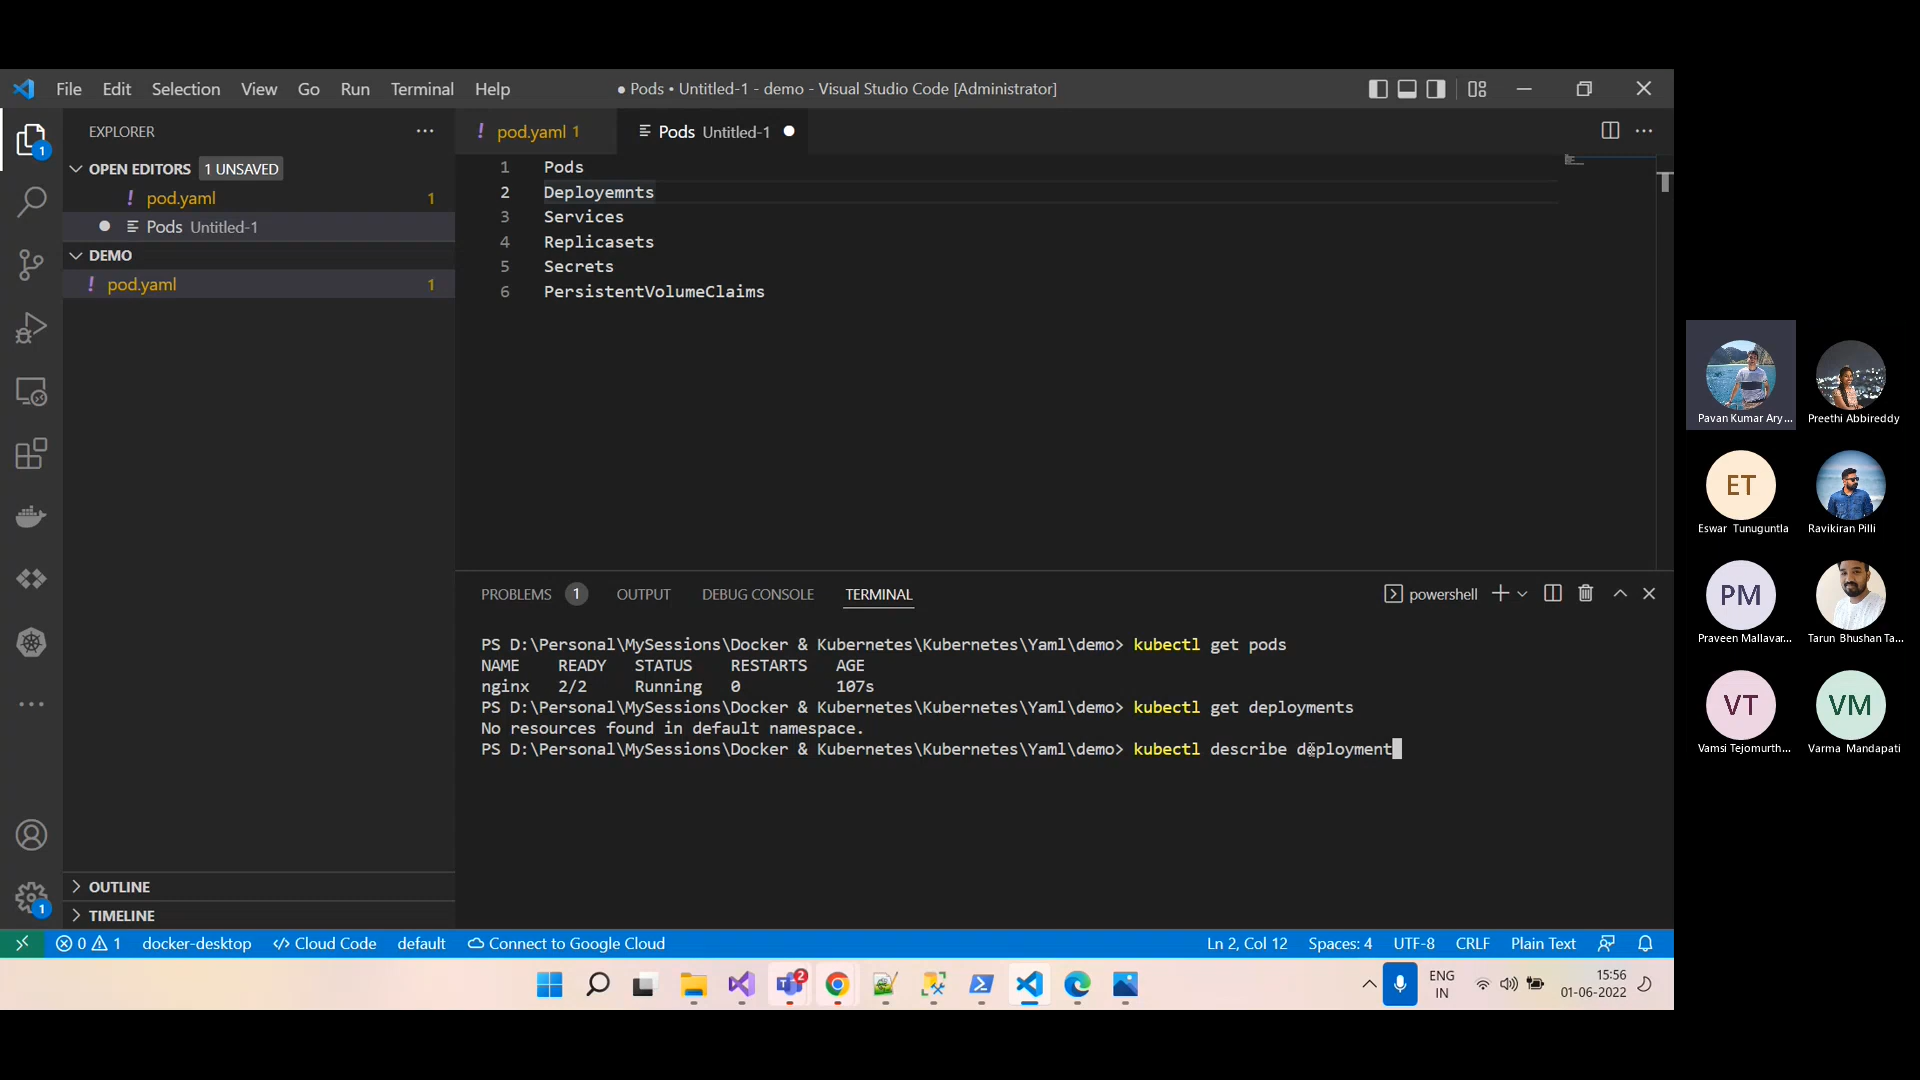 File Edit Selection View Go Run Terminal Help
● Pods • Untitled-1 - demo - Visual Studio Code [Administrator]
EXPLORER
OPEN EDITORS 1 UNSAVED
! pod.yaml 1
Pods Untitled-1
DEMO
! pod.yaml 1
OUTLINE
TIMELINE
! pod.yaml 1
Pods Untitled-1
1 Pods
2 Deployemnts
3 Services
4 Replicasets
5 Secrets
6 PersistentVolumeClaims
PROBLEMS 1 OUTPUT DEBUG CONSOLE TERMINAL
powershell
PS D:\Personal\MySessions\Docker & Kubernetes\Kubernetes\Yaml\demo> kubectl get pods
NAME READY STATUS RESTARTS AGE
nginx 2/2 Running 0 107s
PS D:\Personal\MySessions\Docker & Kubernetes\Kubernetes\Yaml\demo> kubectl get deployments
No resources found in default namespace.
PS D:\Personal\MySessions\Docker & Kubernetes\Kubernetes\Yaml\demo> kubectl describe deployment
1
1
0 1 docker-desktop Cloud Code default Connect to Google Cloud
Ln 2, Col 12 Spaces: 4 UTF-8 CRLF Plain Text
2
ENG
IN
15:56
01-06-2022
Pavan Kumar Ary...
Preethi Abbireddy
ET
Eswar Tunuguntla
Ravikiran Pilli
PM
Praveen Mallavar...
Tarun Bhushan Ta...
VT
Vamsi Tejomurth...
VM
Varma Mandapati